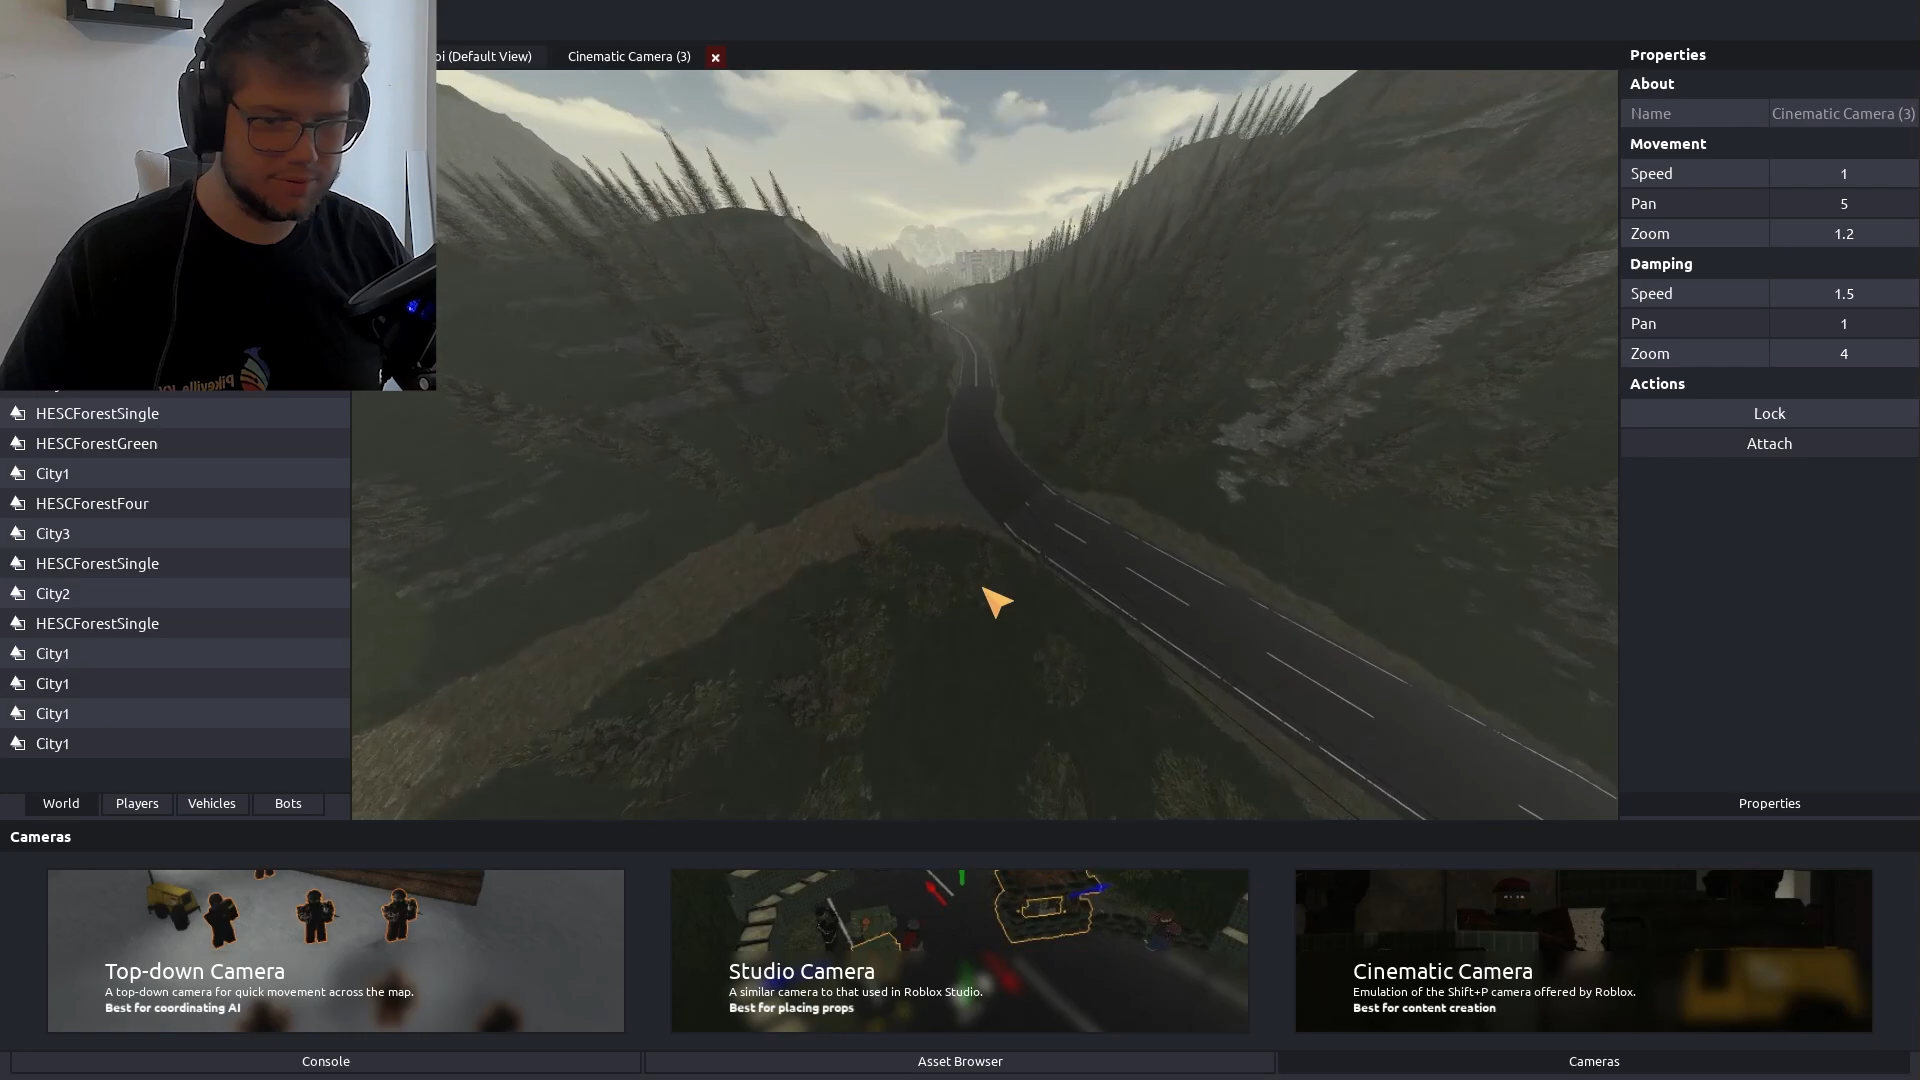 (Default View)
Cinematic Camera (3)
Properties
About
Name
Cinematic Camera (3)
Movement
Speed
1
Pan
5
Zoom
1.2
Damping
Speed
1.5
Pan
1
Zoom
4
Actions
Lock
Attach
HESCForestSingle
HESCForestGreen
City1
HESCForestFour
City3
HESCForestSingle
City2
HESCForestSingle
City1
City1
City1
City1
World
Players
Vehicles
Bots
Properties
Cameras
Top-down Camera
A top-down camera for quick movement across the map.
Best for coordinating AI
Studio Camera
A similar camera to that used in Roblox Studio.
Best for placing props
Cinematic Camera
Emulation of the Shift+P camera offered by Roblox.
Best for content creation
Console
Asset Browser
Cameras